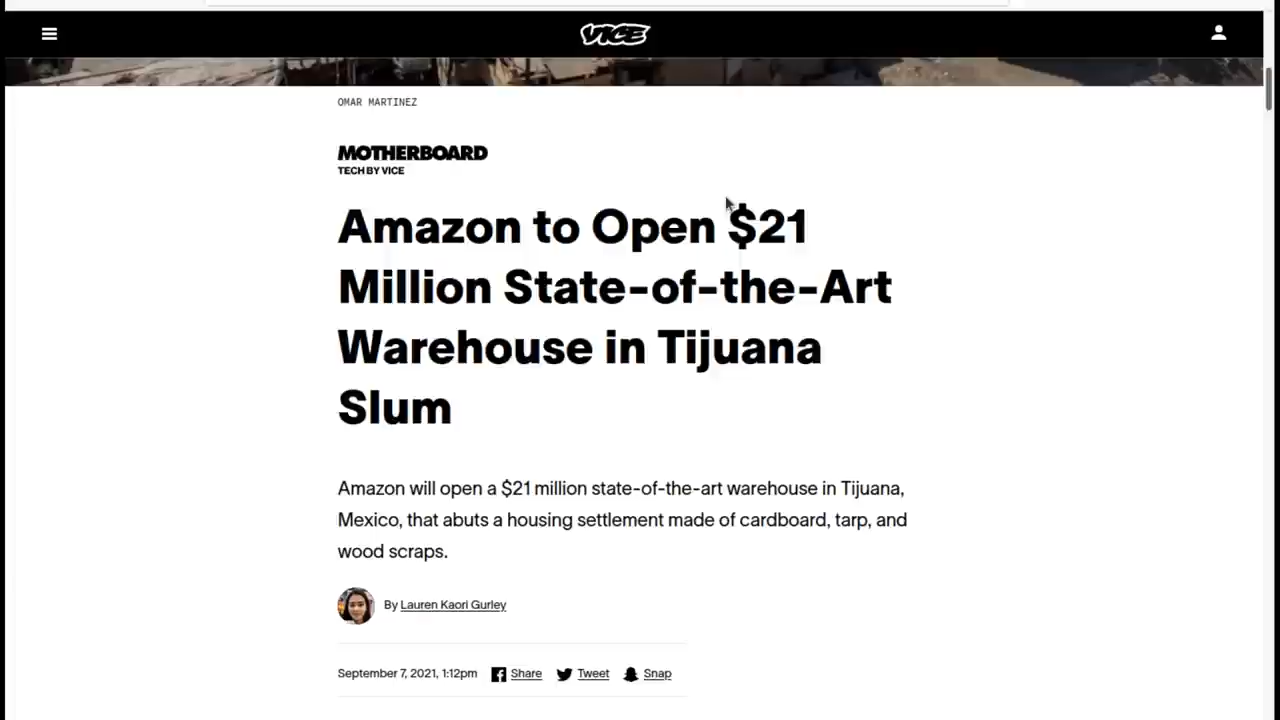 VICE
OMAR MARTINEZ
MOTHERBOARD
TECH BY VICE
Amazon to Open $21
Million State-of-the-Art
Warehouse in Tijuana
Slum
Amazon will open a $21 million state-of-the-art warehouse in Tijuana,
Mexico, that abuts a housing settlement made of cardboard, tarp, and
wood scraps.
By Lauren Kaori Gurley
September 7, 2021, 1:12pm Share Tweet Snap